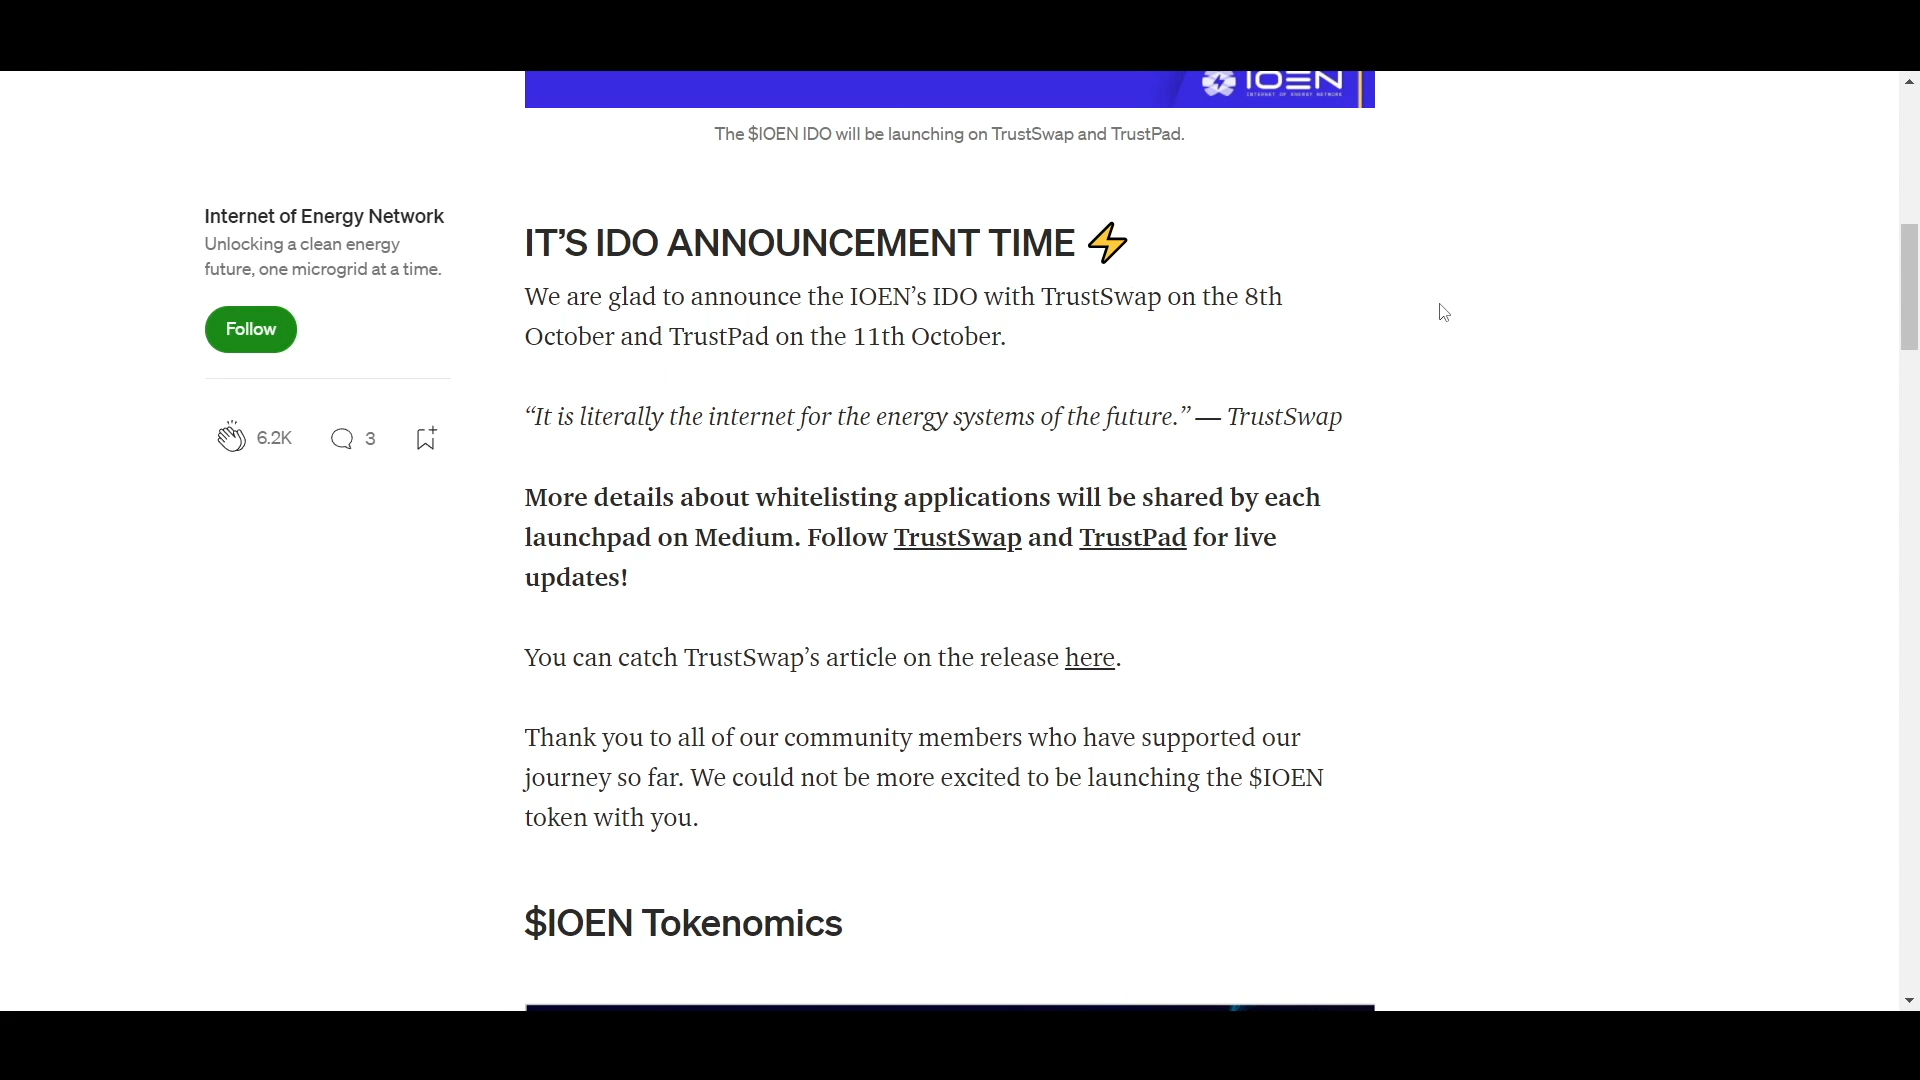 IOEN
INTERNET OF ENERGY NETWORK
The $IOEN IDO will be launching on TrustSwap and TrustPad.
Internet of Energy Network
Unlocking a clean energy
future, one microgrid at a time.
Follow
6.2K
3
IT’S IDO ANNOUNCEMENT TIME ⚡
We are glad to announce the IOEN’s IDO with TrustSwap on the 8th
October and TrustPad on the 11th October.
“It is literally the internet for the energy systems of the future.” — TrustSwap
More details about whitelisting applications will be shared by each
launchpad on Medium. Follow TrustSwap and TrustPad for live
updates!
You can catch TrustSwap’s article on the release here.
Thank you to all of our community members who have supported our
journey so far. We could not be more excited to be launching the $IOEN
token with you.
$IOEN Tokenomics